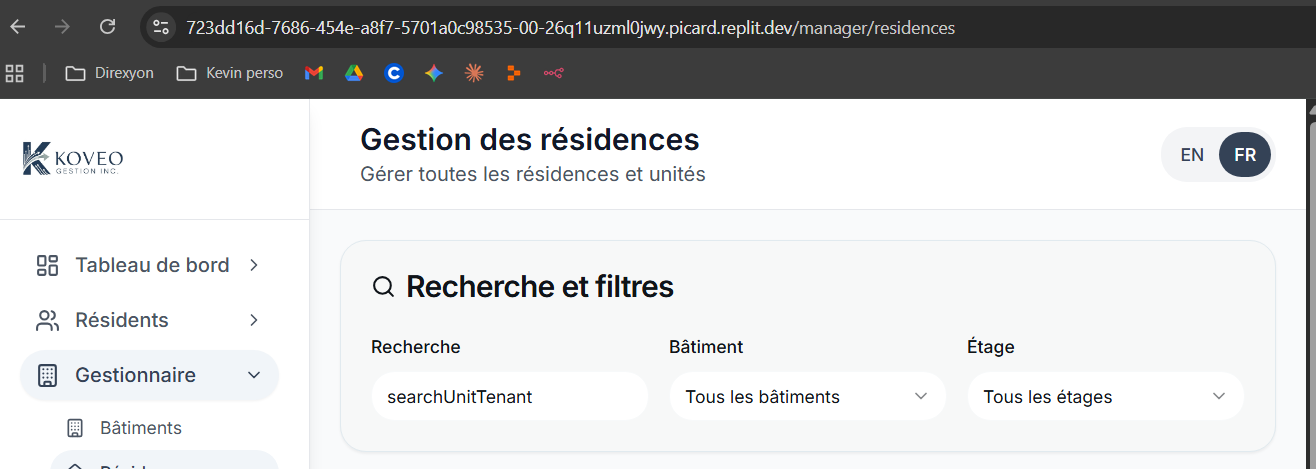 723dd16d-7686-454e-a8f7-5701a0c98535-00-26q11uzml0jwy.picard.replit.dev/manager/residences
Direxyon
Kevin perso
KOVEO
GESTION INC.
Gestion des résidences
Gérer toutes les résidences et unités
EN FR
Tableau de bord
Résidents
Gestionnaire
Bâtiments
Recherche et filtres
Recherche Bâtiment Étage
searchUnitTenant Tous les bâtiments Tous les étages